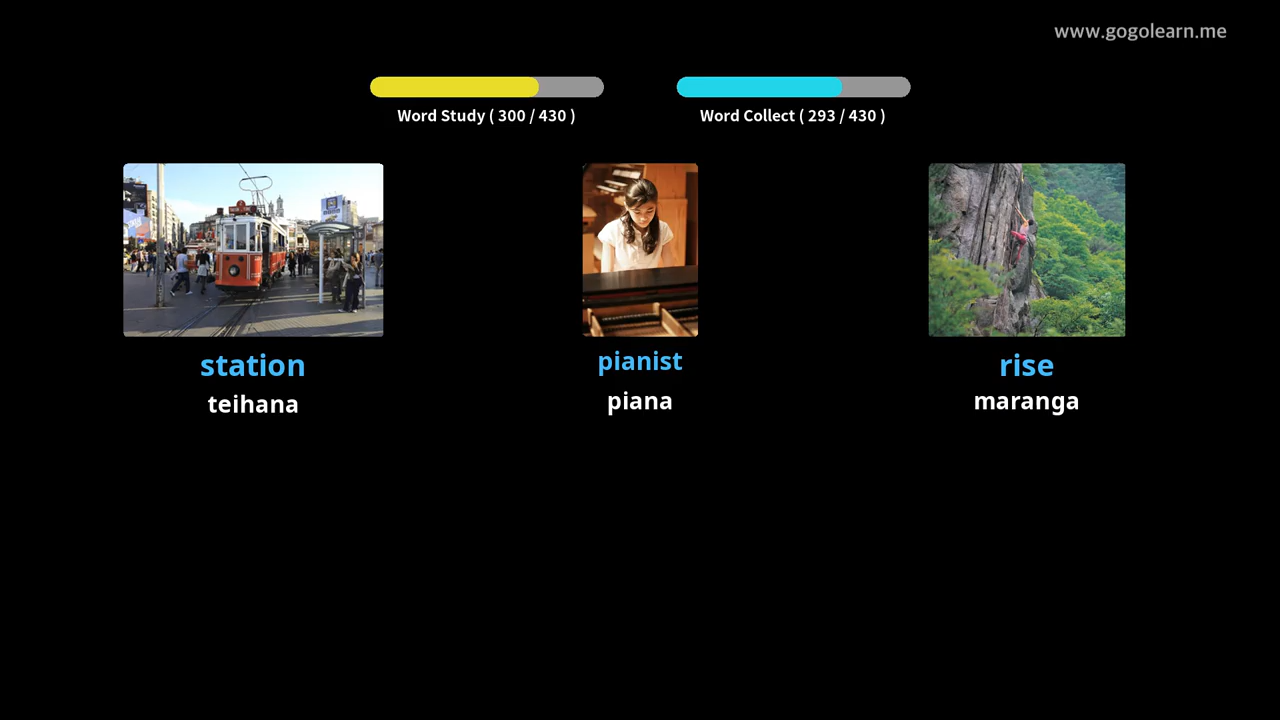 www.gogolearn.me
Word Study ( 300 / 430 )
Word Collect ( 293 / 430 )
station
pianist
rise
teihana
piana
maranga